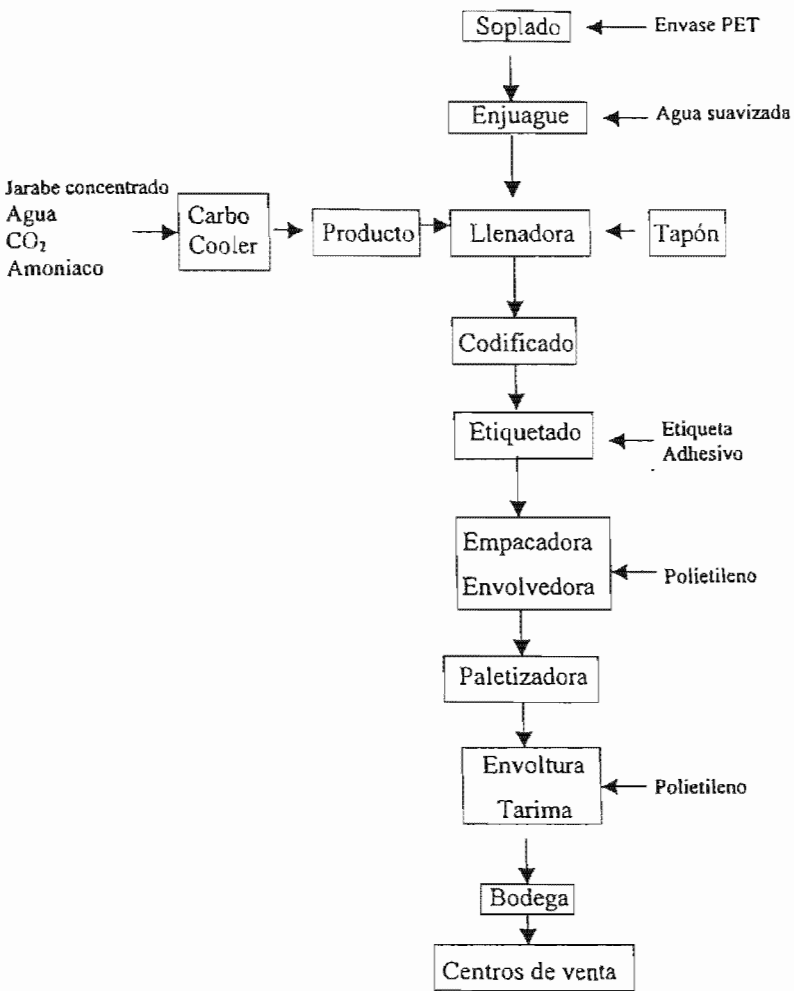 Soplado
Envase PET
Enjuague
Agua suavizada
Jarabe concentrado
Agua
CO₂
Amoniaco
Carbo
Cooler
Producto
Llenadora
Tapón
Codificado
Etiquetado
Etiqueta
Adhesivo
Empacadora
Envolvedora
Polietileno
Paletizadora
Envoltura
Tarima
Polietileno
Bodega
Centros de venta